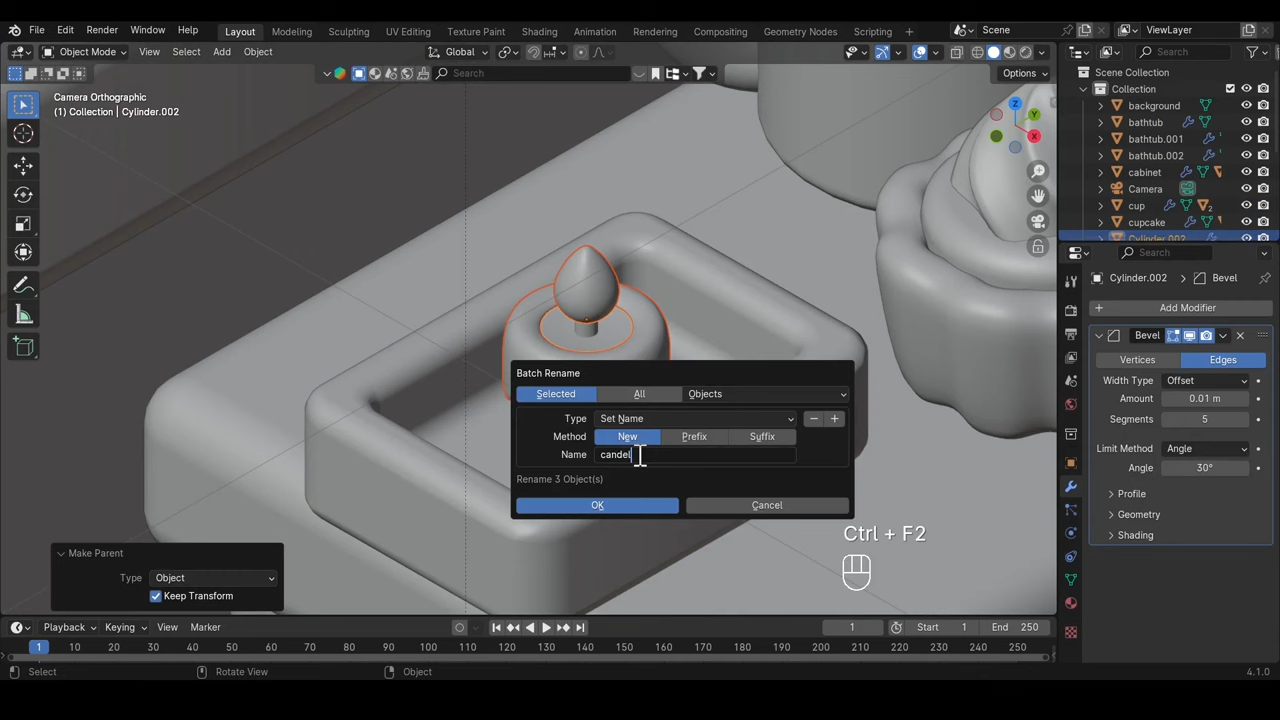 File Edit Render Window Help Layout Modeling Sculpting UV Editing Texture Paint Shading Animation Rendering Compositing Geometry Nodes Scripting Scene ViewLayer
Object Mode View Select Add Object Global Search
Search Options
Camera Orthographic
(1) Collection | Cylinder.002
Z
Y
X
Scene Collection
Collection
background
bathtub
bathtub.001
bathtub.002
cabinet
Camera
cup 2
cupcake
Cylinder.002
Search
Cylinder.002 > Bevel
Add Modifier
Bevel
Vertices Edges
Width Type Offset
Amount 0.01 m
Segments 5
Limit Method Angle
Angle 30°
Profile
Geometry
Shading
Batch Rename
Selected All Objects
Type Set Name
Method New Prefix Suffix
Name candel
Rename 3 Object(s)
OK Cancel
Ctrl + F2
Make Parent
Type Object
Keep Transform
Playback Keying View Marker 1 Start 1 End 250
1 10 20 30 40 50 60 70 80 90 100 110 120 130 140 150 160 170 180 190 200 210 220 230 240 250
Select Rotate View Object 4.1.0